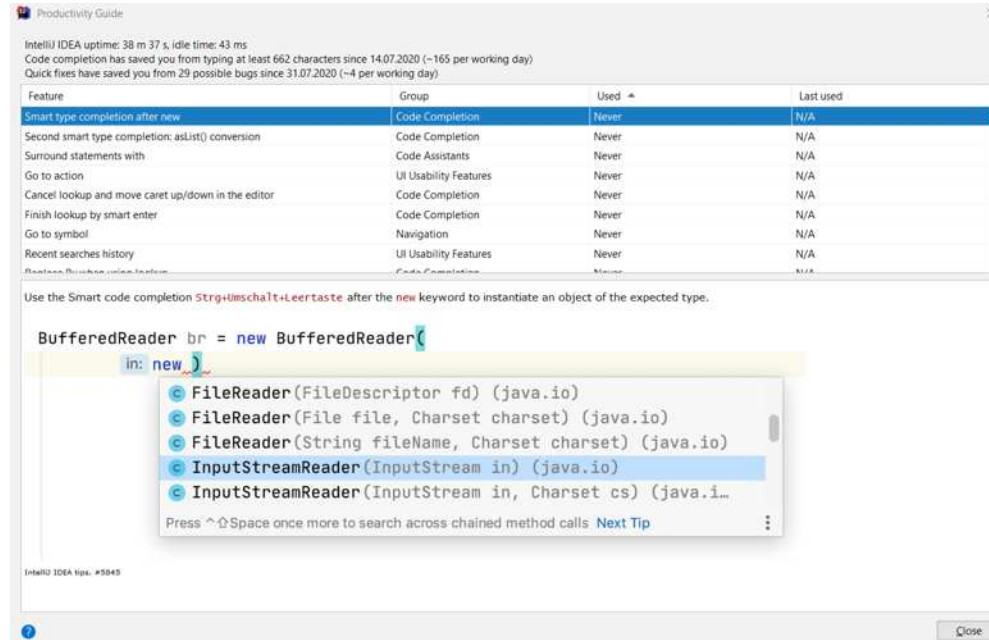 Productivity Guide
IntelliJ IDEA uptime: 38 m 37 s, idle time: 43 ms
Code completion has saved you from typing at least 662 characters since 14.07.2020 (~165 per working day)
Quick fixes have saved you from 29 possible bugs since 31.07.2020 (~4 per working day)
Feature Group Used Last used
Smart type completion after new Code Completion Never N/A
Second smart type completion: asList() conversion Code Completion Never N/A
Surround statements with Code Assistants Never N/A
Go to action UI Usability Features Never N/A
Cancel lookup and move caret up/down in the editor Code Completion Never N/A
Finish lookup by smart enter Code Completion Never N/A
Go to symbol Navigation Never N/A
Recent searches history UI Usability Features Never N/A
Code Completion Never N/A
Use the Smart code completion Strg+Umschalt+Leertaste after the new keyword to instantiate an object of the expected type.
BufferedReader br = new BufferedReader(
in: new )
FileReader(FileDescriptor fd) (java.io)
FileReader(File file, Charset charset) (java.io)
FileReader(String fileName, Charset charset) (java.io)
InputStreamReader(InputStream in) (java.io)
InputStreamReader(InputStream in, Charset cs) (java.i…
Press ^⇧Space once more to search across chained method calls Next Tip
IntelliJ IDEA tips, #5845
Close